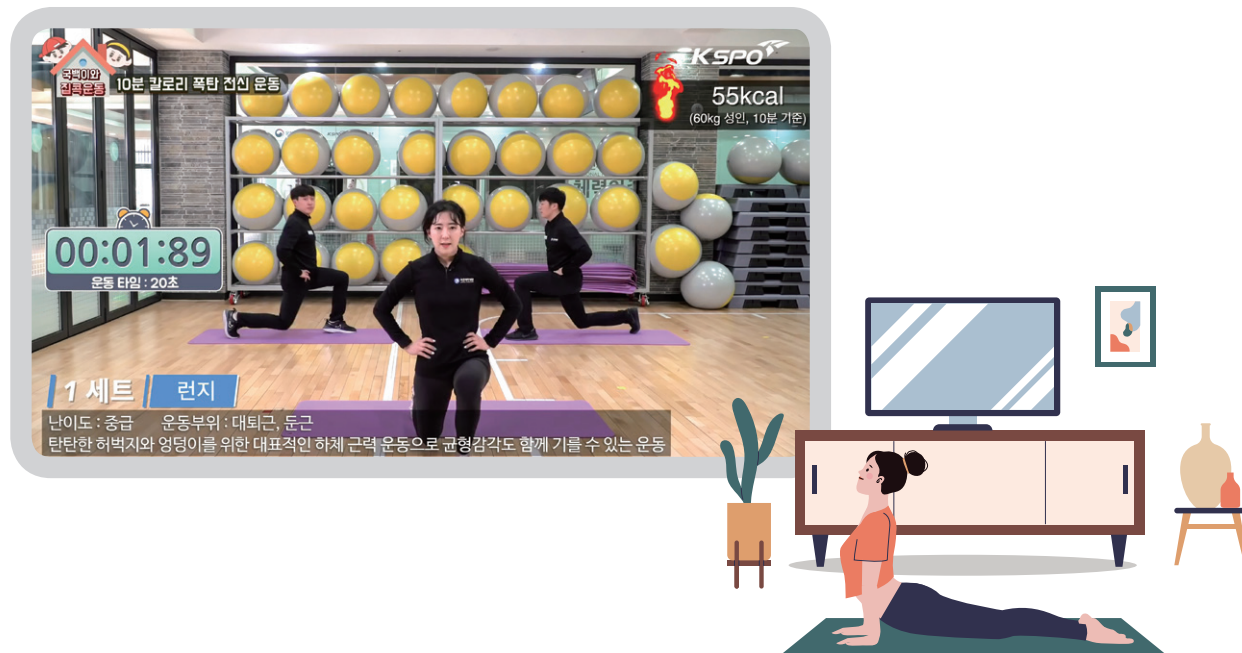 국백이와
집콕운동
10분 칼로리 폭탄 전신 운동
KSPO
55kcal
(60kg 성인, 10분 기준)
00:01:89
운동 타임 : 20초
1 세트 런지
난이도 : 중급 운동부위 : 대퇴근, 둔근
탄탄한 허벅지와 엉덩이를 위한 대표적인 하체 근력 운동으로 균형감각도 함께 기를 수 있는 운동